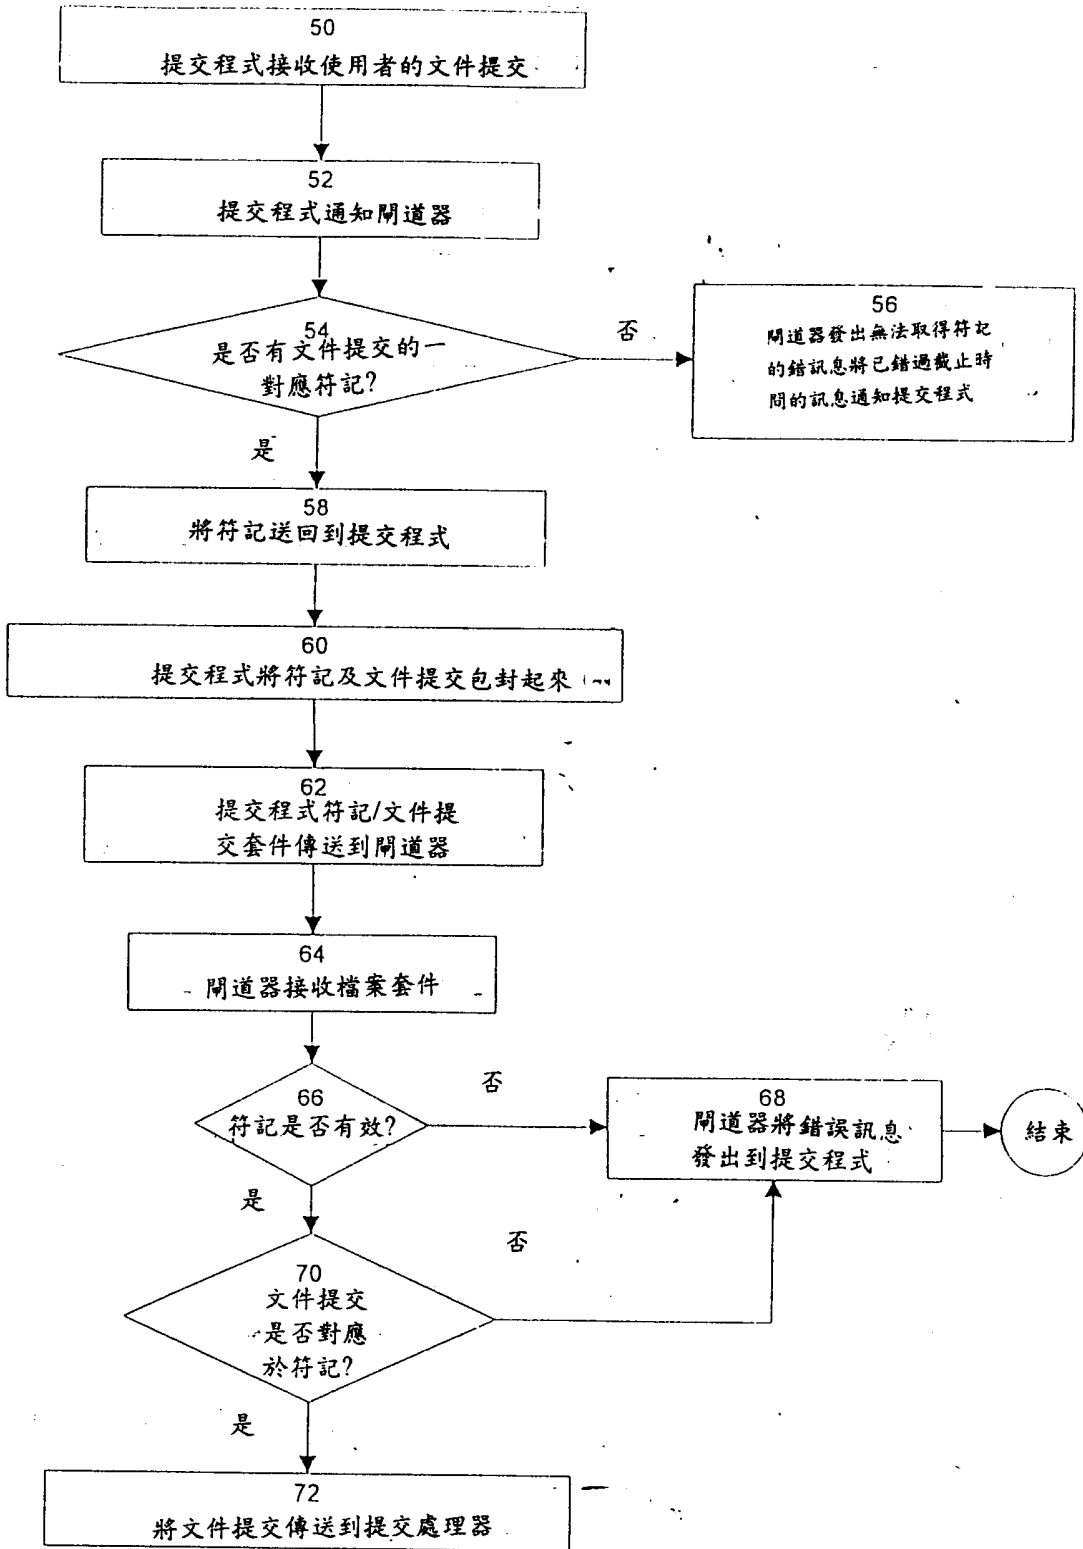 50
提交程式接收使用者的文件提交
52
提交程式通知閘道器
54
是否有文件提交的一
對應符記?
否
56
閘道器發出無法取得符記
的錯訊息將已錯過截止時
間的訊息通知提交程式
是
58
將符記送回到提交程式
60
提交程式將符記及文件提交包封起來
62
提交程式符記/文件提
交套件傳送到閘道器
64
閘道器接收檔案套件
66
符記是否有效?
否
68
閘道器將錯誤訊息
發出到提交程式
結束
是
70
文件提交
是否對應
於符記?
否
是
72
將文件提交傳送到提交處理器